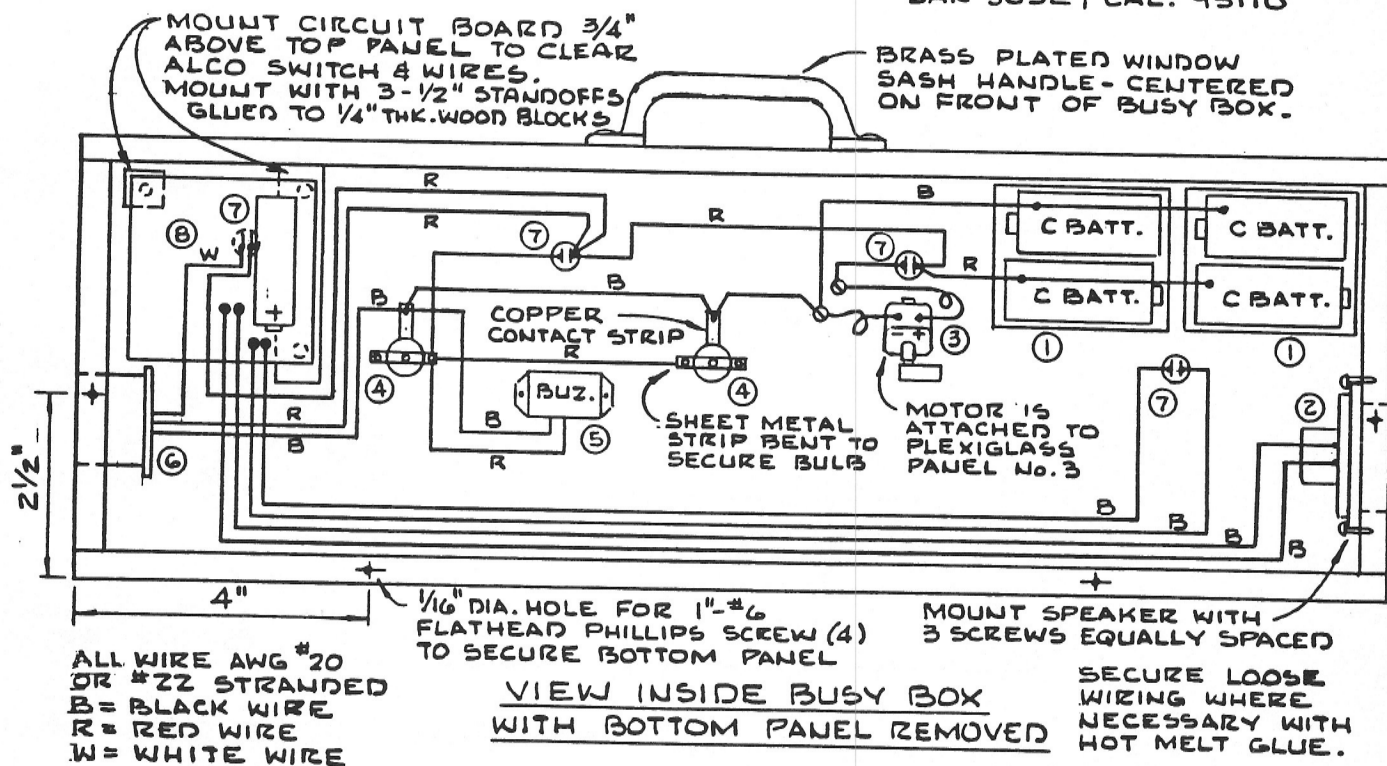 SAN JOSE, CAL. 95118
MOUNT CIRCUIT BOARD 3/4"
ABOVE TOP PANEL TO CLEAR
ALCO SWITCH & WIRES.
MOUNT WITH 3-1/2" STANDOFFS
GLUED TO 1/4" THK. WOOD BLOCKS
BRASS PLATED WINDOW
SASH HANDLE - CENTERED
ON FRONT OF BUSY BOX.
R
R
R
B
C BATT.
C BATT.
7
8
W
7
7
R
B
B
C BATT.
C BATT.
+
COPPER
CONTACT STRIP
- +
3
1
1
R
4
4
BUZ.
7
2
R
B
B
R
5
6
SHEET METAL
STRIP BENT TO
SECURE BULB
MOTOR IS
ATTACHED TO
PLEXIGLASS
PANEL No. 3
2 1/2"
B
B
B
B
4"
1/16" DIA. HOLE FOR 1"-#6
FLATHEAD PHILLIPS SCREW (4)
TO SECURE BOTTOM PANEL
MOUNT SPEAKER WITH
3 SCREWS EQUALLY SPACED
ALL WIRE AWG #20
OR #22 STRANDED
B = BLACK WIRE
R = RED WIRE
W = WHITE WIRE
VIEW INSIDE BUSY BOX
WITH BOTTOM PANEL REMOVED
SECURE LOOSE
WIRING WHERE
NECESSARY WITH
HOT MELT GLUE.